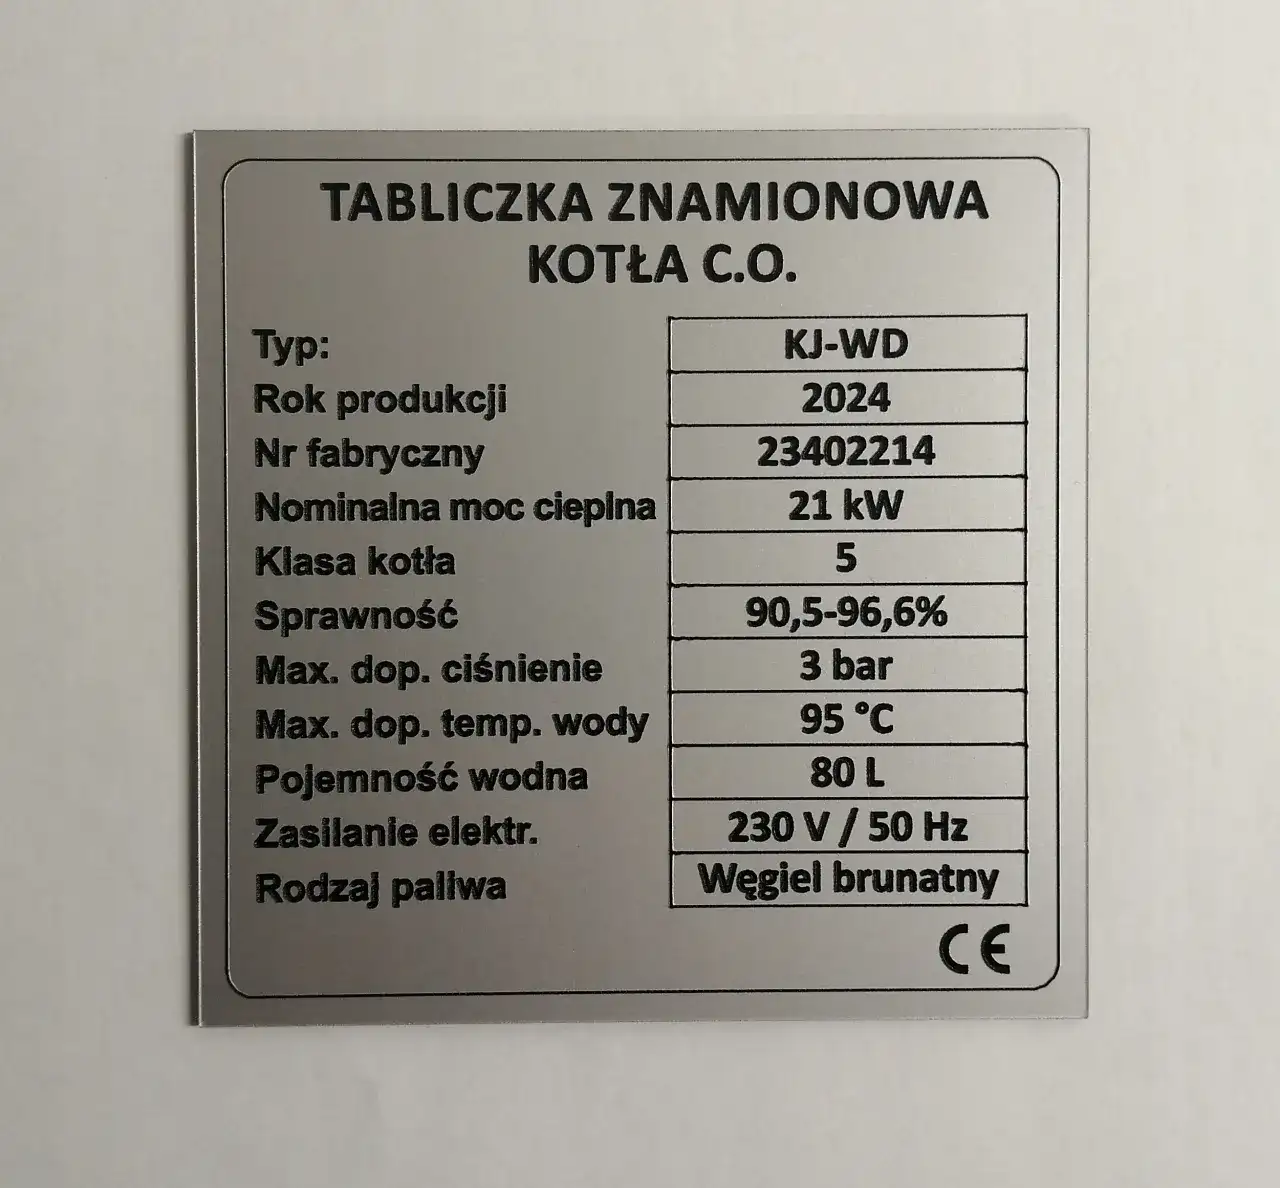 TABLICZKA ZNAMIONOWA
KOTŁA C.O.
Typ: KJ-WD
Rok produkcji 2024
Nr fabryczny 23402214
Nominalna moc cieplna 21 kW
Klasa kotła 5
Sprawność 90,5-96,6%
Max. dop. ciśnienie 3 bar
Max. dop. temp. wody 95 °C
Pojemność wodna 80 L
Zasilanie elektr. 230 V / 50 Hz
Rodzaj paliwa Węgiel brunatny
CE